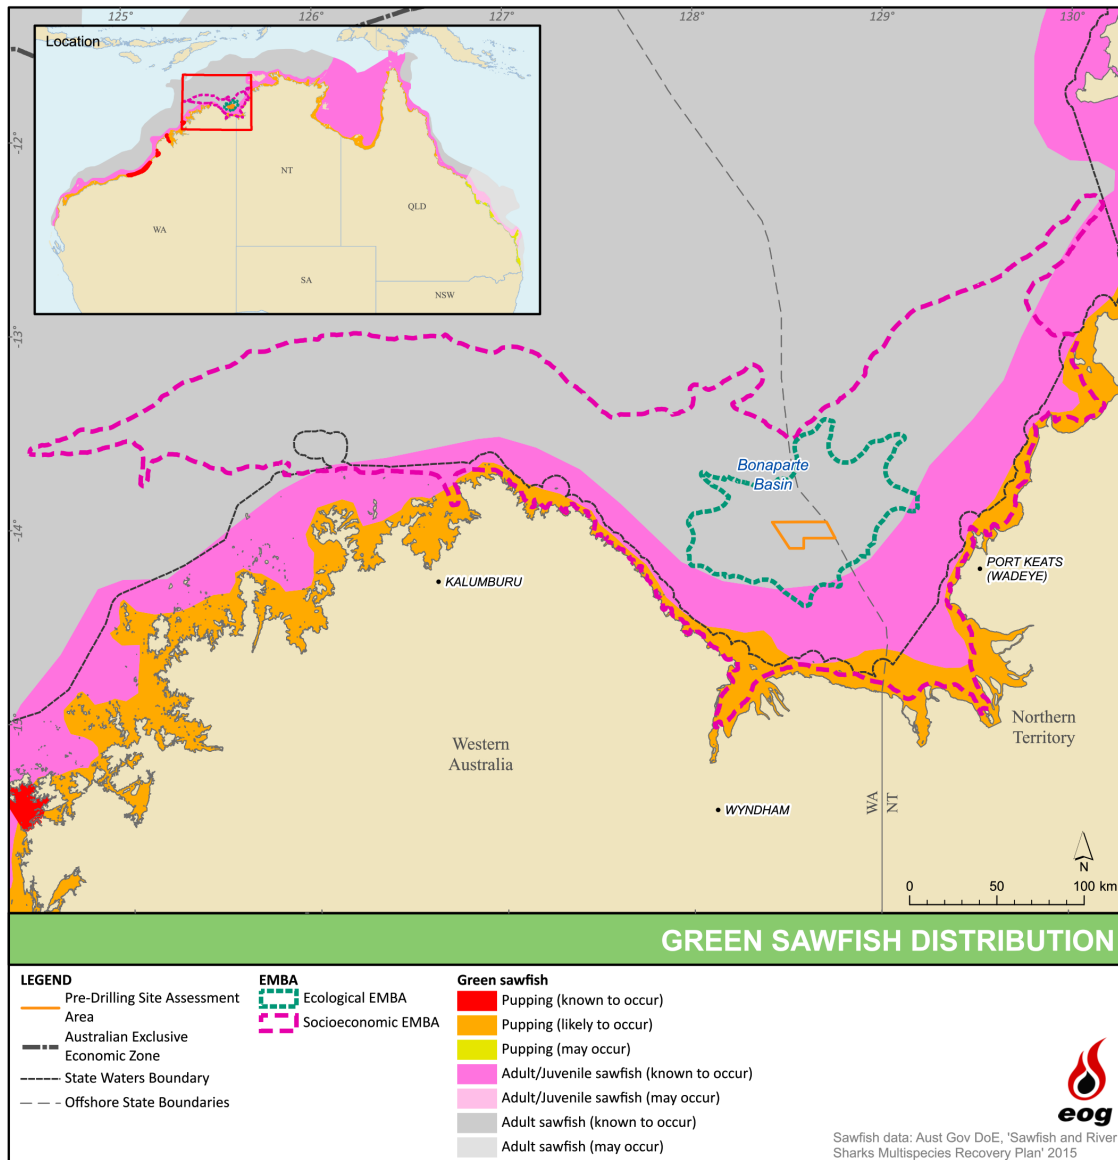 125°
126°
127°
128°
129°
130°
Location
NT
QLD
WA
SA
NSW
-12°
-13°
-14°
Bonaparte
Basin
KALUMBURU
PORT KEATS
(WADEYE)
Western
Australia
Northern
Territory
WYNDHAM
WA
NT
N
0
50
100 km
GREEN SAWFISH DISTRIBUTION
LEGEND
Pre-Drilling Site Assessment
Area
Australian Exclusive
Economic Zone
State Waters Boundary
Offshore State Boundaries
EMBA
Ecological EMBA
Socioeconomic EMBA
Green sawfish
Pupping (known to occur)
Pupping (likely to occur)
Pupping (may occur)
Adult/Juvenile sawfish (known to occur)
Adult/Juvenile sawfish (may occur)
Adult sawfish (known to occur)
Adult sawfish (may occur)
eog
Sawfish data: Aust Gov DoE, 'Sawfish and River
Sharks Multispecies Recovery Plan' 2015